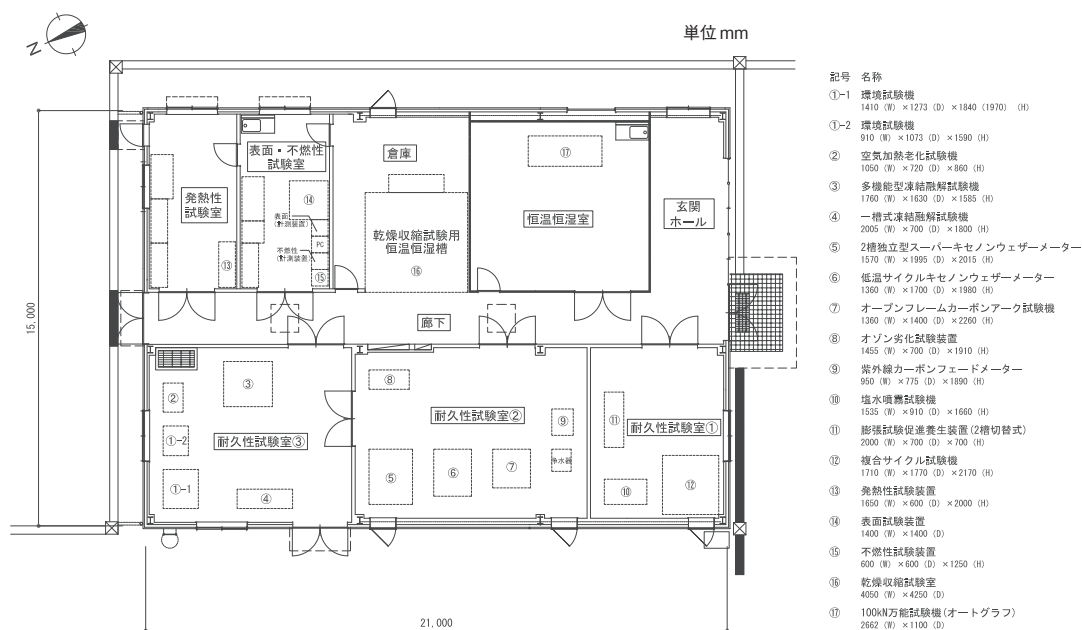 単位 mm
N
記号 名称
①-1 環境試験機
1410 (W) ×1273 (D) ×1840 (1970) (H)
①-2 環境試験機
910 (W) ×1073 (D) ×1590 (H)
② 空気加熱老化試験機
1050 (W) ×720 (D) ×860 (H)
③ 多機能型凍結融解試験機
1760 (W) ×1630 (D) ×1585 (H)
④ 一槽式凍結融解試験機
2005 (W) ×700 (D) ×1800 (H)
⑤ 2槽独立型スーパーキセノンウェザーメーター
1570 (W) ×1995 (D) ×2015 (H)
⑥ 低温サイクルキセノンウェザーメーター
1360 (W) ×1700 (D) ×1980 (H)
⑦ オープンフレームカーボンアーク試験機
1360 (W) ×1400 (D) ×2260 (H)
⑧ オゾン劣化試験装置
1455 (W) ×700 (D) ×1910 (H)
⑨ 紫外線カーボンフェードメーター
950 (W) ×775 (D) ×1890 (H)
⑩ 塩水噴霧試験機
1535 (W) ×910 (D) ×1660 (H)
⑪ 膨張試験促進養生装置(2槽切替式)
2000 (W) ×700 (D) ×700 (H)
⑫ 複合サイクル試験機
1710 (W) ×1770 (D) ×2170 (H)
⑬ 発熱性試験装置
1650 (W) ×600 (D) ×2000 (H)
⑭ 表面試験装置
1400 (W) ×1400 (D)
⑮ 不燃性試験装置
600 (W) ×600 (D) ×1250 (H)
⑯ 乾燥収縮試験室
4050 (W) ×4250 (D)
⑰ 100kN万能試験機(オートグラフ)
2662 (W) ×1100 (D)
発熱性
試験室
⑬
表面・不燃性
試験室
⑭
表面
(計測装置)
PC
不燃性
(計測装置)
⑮
倉庫
乾燥収縮試験用
恒温恒湿槽
⑯
⑰
恒温恒湿室
玄関
ホール
廊下
15,000
②
③
①-2
耐久性試験室③
①-1
④
⑧
耐久性試験室②
⑨
浄水器
⑤
⑥
⑦
⑪
耐久性試験室①
⑩
⑫
21,000